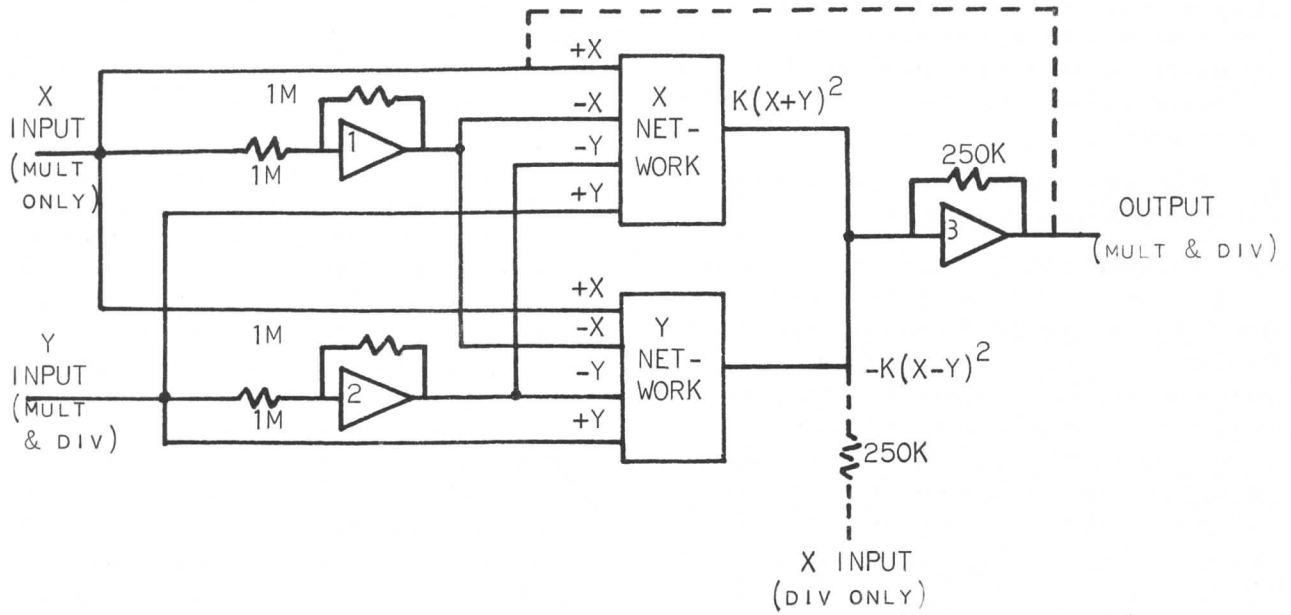 X
INPUT
(MULT
ONLY)
1M
1M
1
+X
-X
-Y
+Y
X
NET-
WORK
K(X+Y)²
250K
3
OUTPUT
(MULT & DIV)
Y
INPUT
(MULT
& DIV)
1M
1M
2
+X
-X
-Y
+Y
Y
NET-
WORK
-K(X-Y)²
250K
X INPUT
(DIV ONLY)